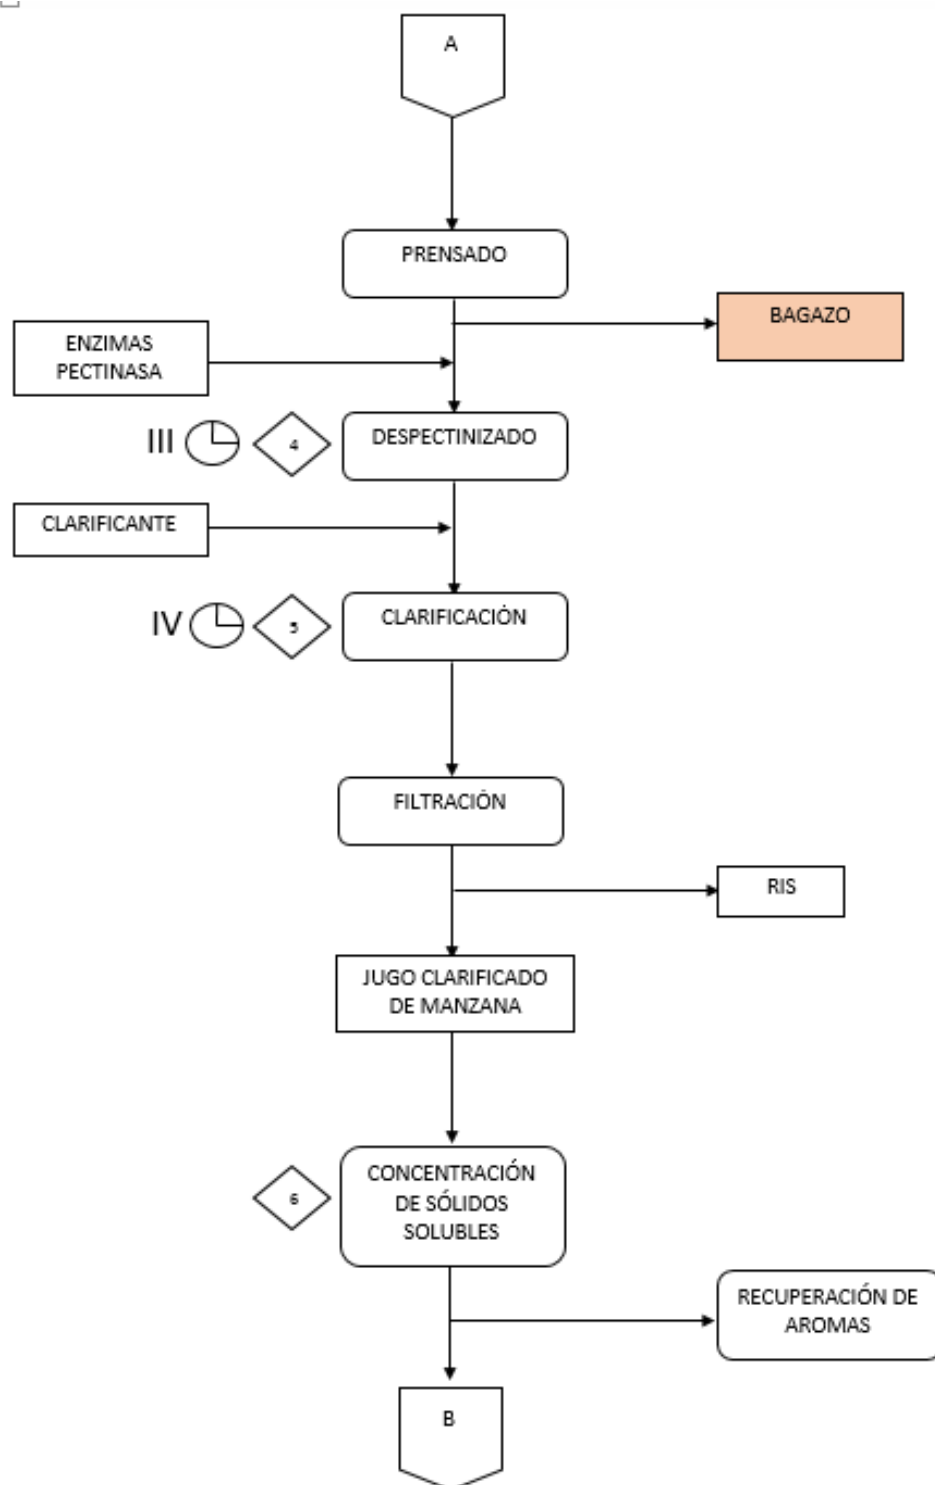 A
PRENSADO
BAGAZO
ENZIMAS
PECTINASA
III
4
DESPECTINIZADO
CLARIFICANTE
IV
5
CLARIFICACIÓN
FILTRACIÓN
RIS
JUGO CLARIFICADO
DE MANZANA
6
CONCENTRACIÓN
DE SÓLIDOS
SOLUBLES
RECUPERACIÓN DE
AROMAS
B